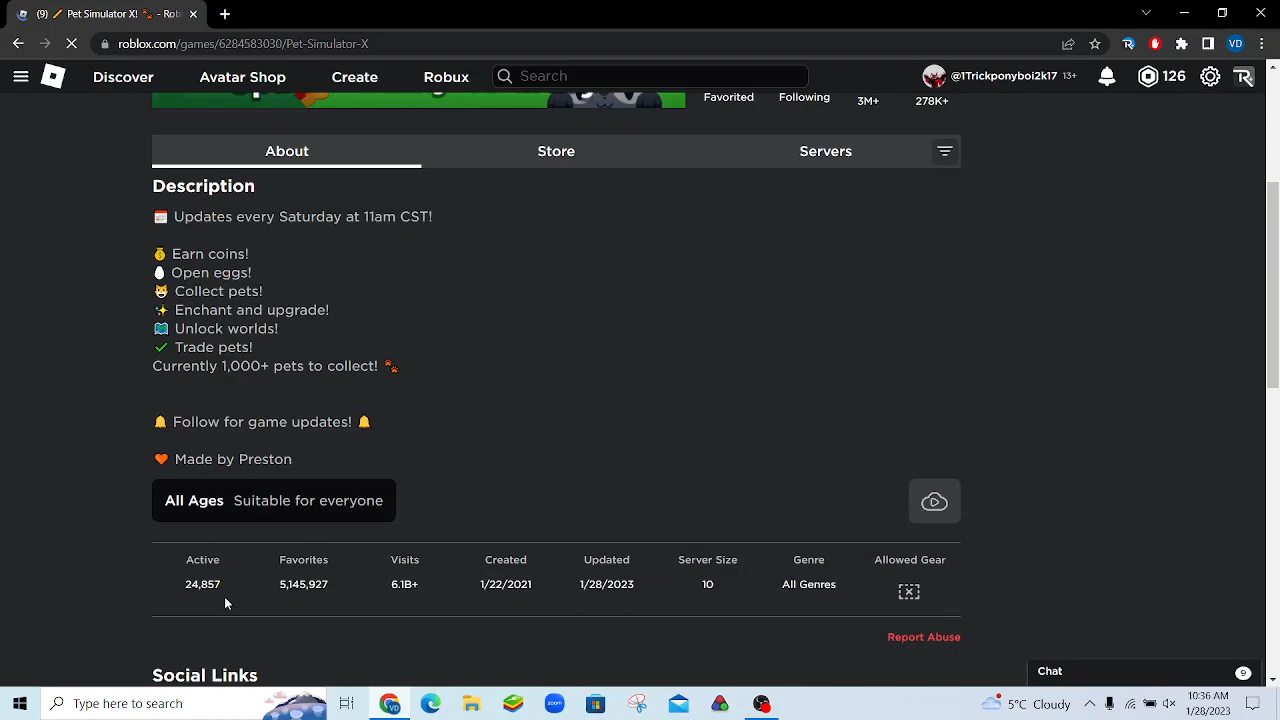 (9) Pet Simulator X! - Rob
roblox.com/games/6284583030/Pet-Simulator-X
VD
Discover
Avatar Shop
Create
Robux
Search
@ITrickponyboi2k17 13+
126
Favorited
Following
3M+
278K+
About
Store
Servers
Description
Updates every Saturday at 11am CST!
Earn coins!
Open eggs!
Collect pets!
Enchant and upgrade!
Unlock worlds!
Trade pets!
Currently 1,000+ pets to collect!
Follow for game updates!
Made by Preston
All Ages Suitable for everyone
Active
Favorites
Visits
Created
Updated
Server Size
Genre
Allowed Gear
24,857
5,145,927
6.1B+
1/22/2021
1/28/2023
10
All Genres
Report Abuse
Social Links
Chat
9
Type here to search
VD
zoom
5°C Cloudy
10:36 AM
1/28/2023